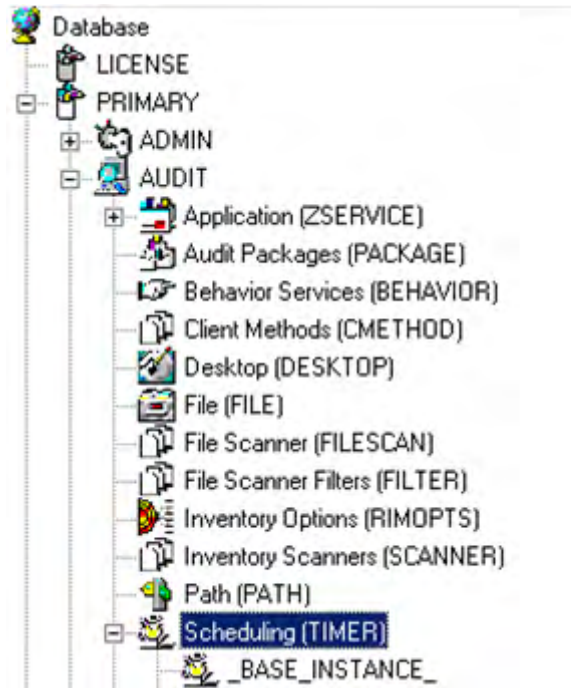 Database
LICENSE
PRIMARY
ADMIN
AUDIT
Application (ZSERVICE)
Audit Packages (PACKAGE)
Behavior Services (BEHAVIOR)
Client Methods (CMETHOD)
Desktop (DESKTOP)
File (FILE)
File Scanner (FILESCAN)
File Scanner Filters (FILTER)
Inventory Options (RIMOPTS)
Inventory Scanners (SCANNER)
Path (PATH)
Scheduling (TIMER)
_BASE_INSTANCE_